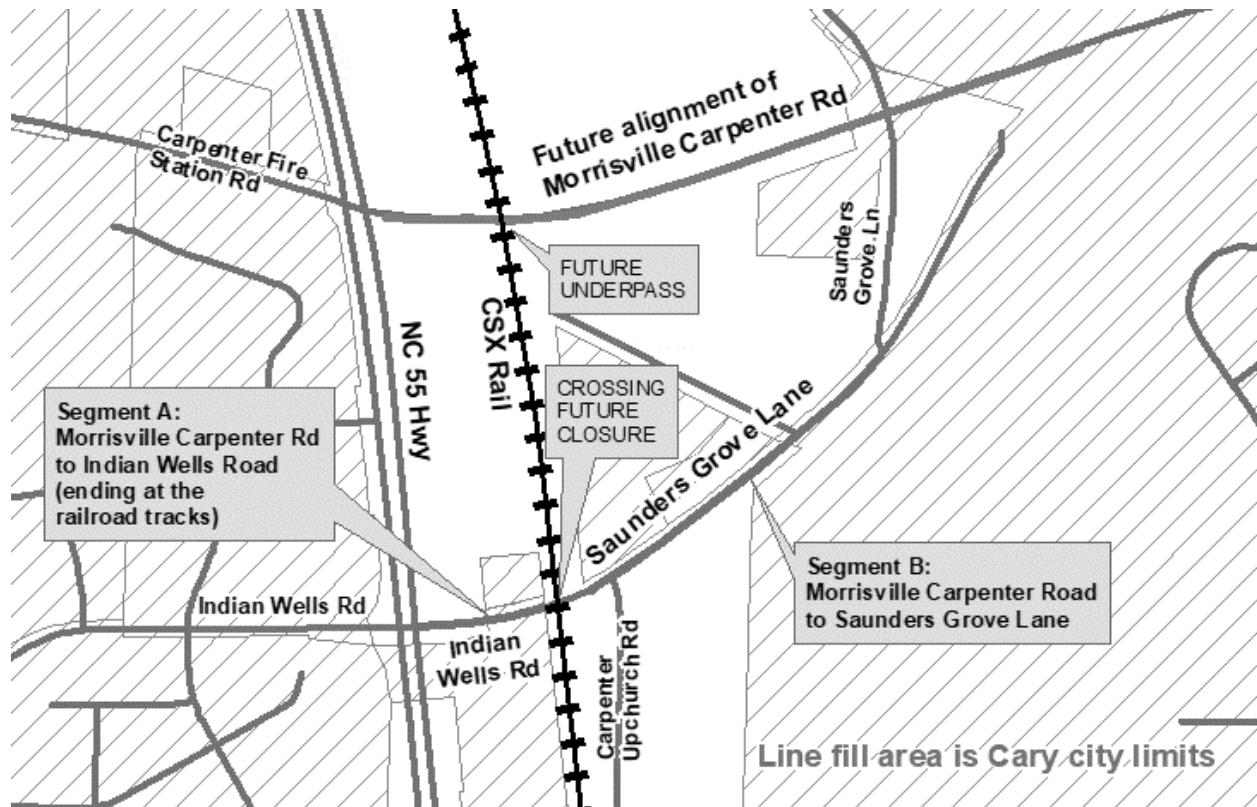 Future alignment of
Morrisville Carpenter Rd
Carpenter Fire
Station Rd
Saunders
Grove Ln
FUTURE
UNDERPASS
CSX Rail
NC 55 Hwy
CROSSING
FUTURE
CLOSURE
Segment A:
Morrisville Carpenter Rd
to Indian Wells Road
(ending at the
railroad tracks)
Saunders Grove Lane
Segment B:
Morrisville Carpenter Road
to Saunders Grove Lane
Indian Wells Rd
Indian
Wells Rd
Carpenter
Upchurch Rd
Line fill area is Cary city limits